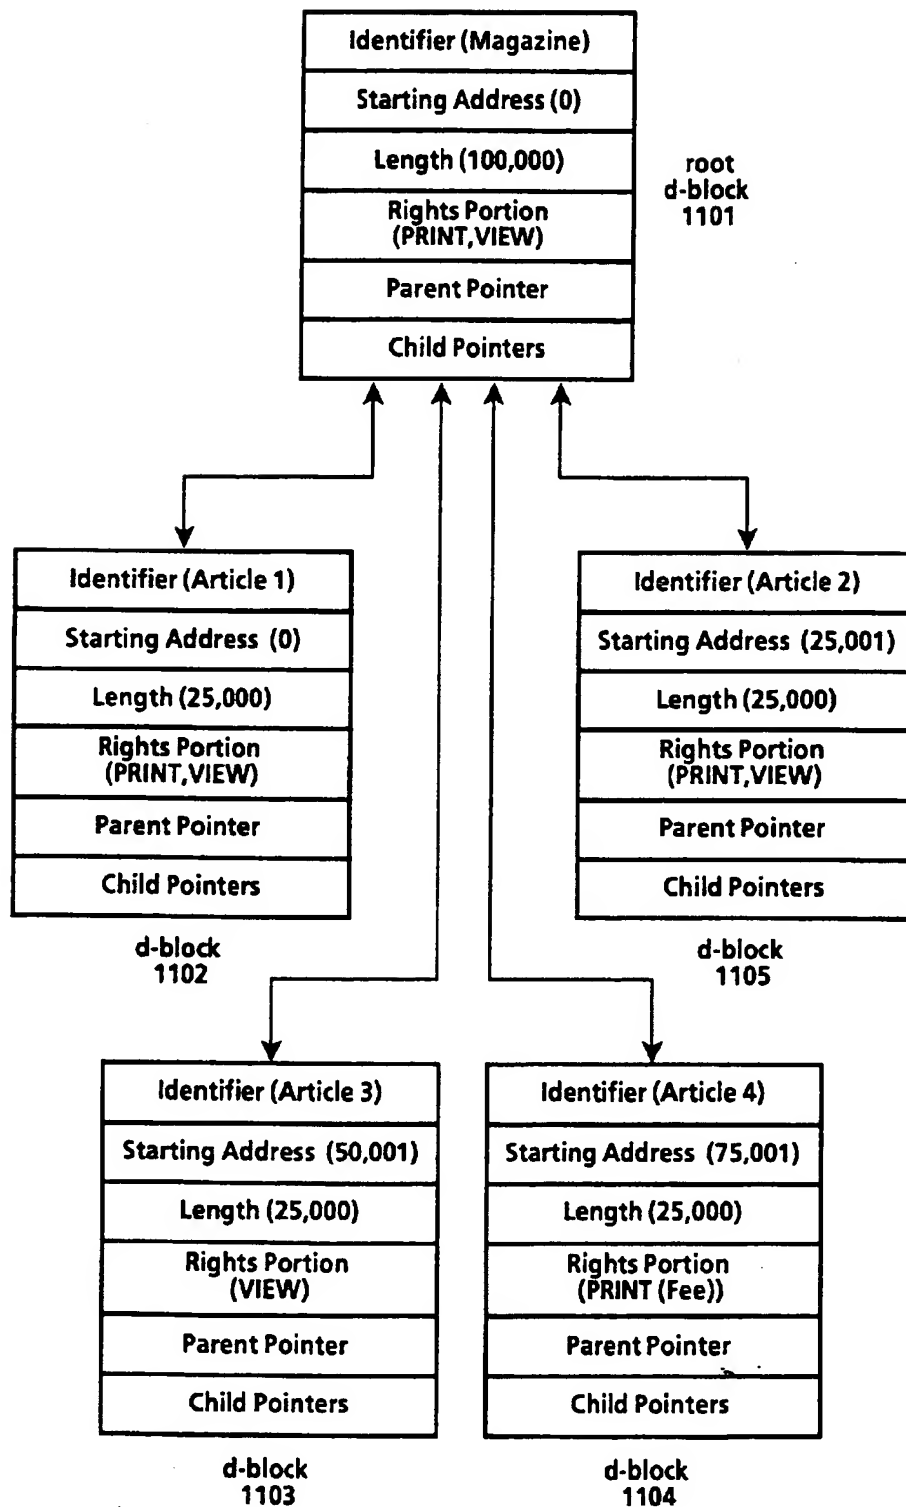 Identifier (Magazine)
Starting Address (0)
Length (100,000)
Rights Portion
(PRINT,VIEW)
Parent Pointer
Child Pointers
root
d-block
1101
Identifier (Article 1)
Starting Address (0)
Length (25,000)
Rights Portion
(PRINT,VIEW)
Parent Pointer
Child Pointers
d-block
1102
Identifier (Article 2)
Starting Address (25,001)
Length (25,000)
Rights Portion
(PRINT,VIEW)
Parent Pointer
Child Pointers
d-block
1105
Identifier (Article 3)
Starting Address (50,001)
Length (25,000)
Rights Portion
(VIEW)
Parent Pointer
Child Pointers
d-block
1103
Identifier (Article 4)
Starting Address (75,001)
Length (25,000)
Rights Portion
(PRINT (Fee))
Parent Pointer
Child Pointers
d-block
1104